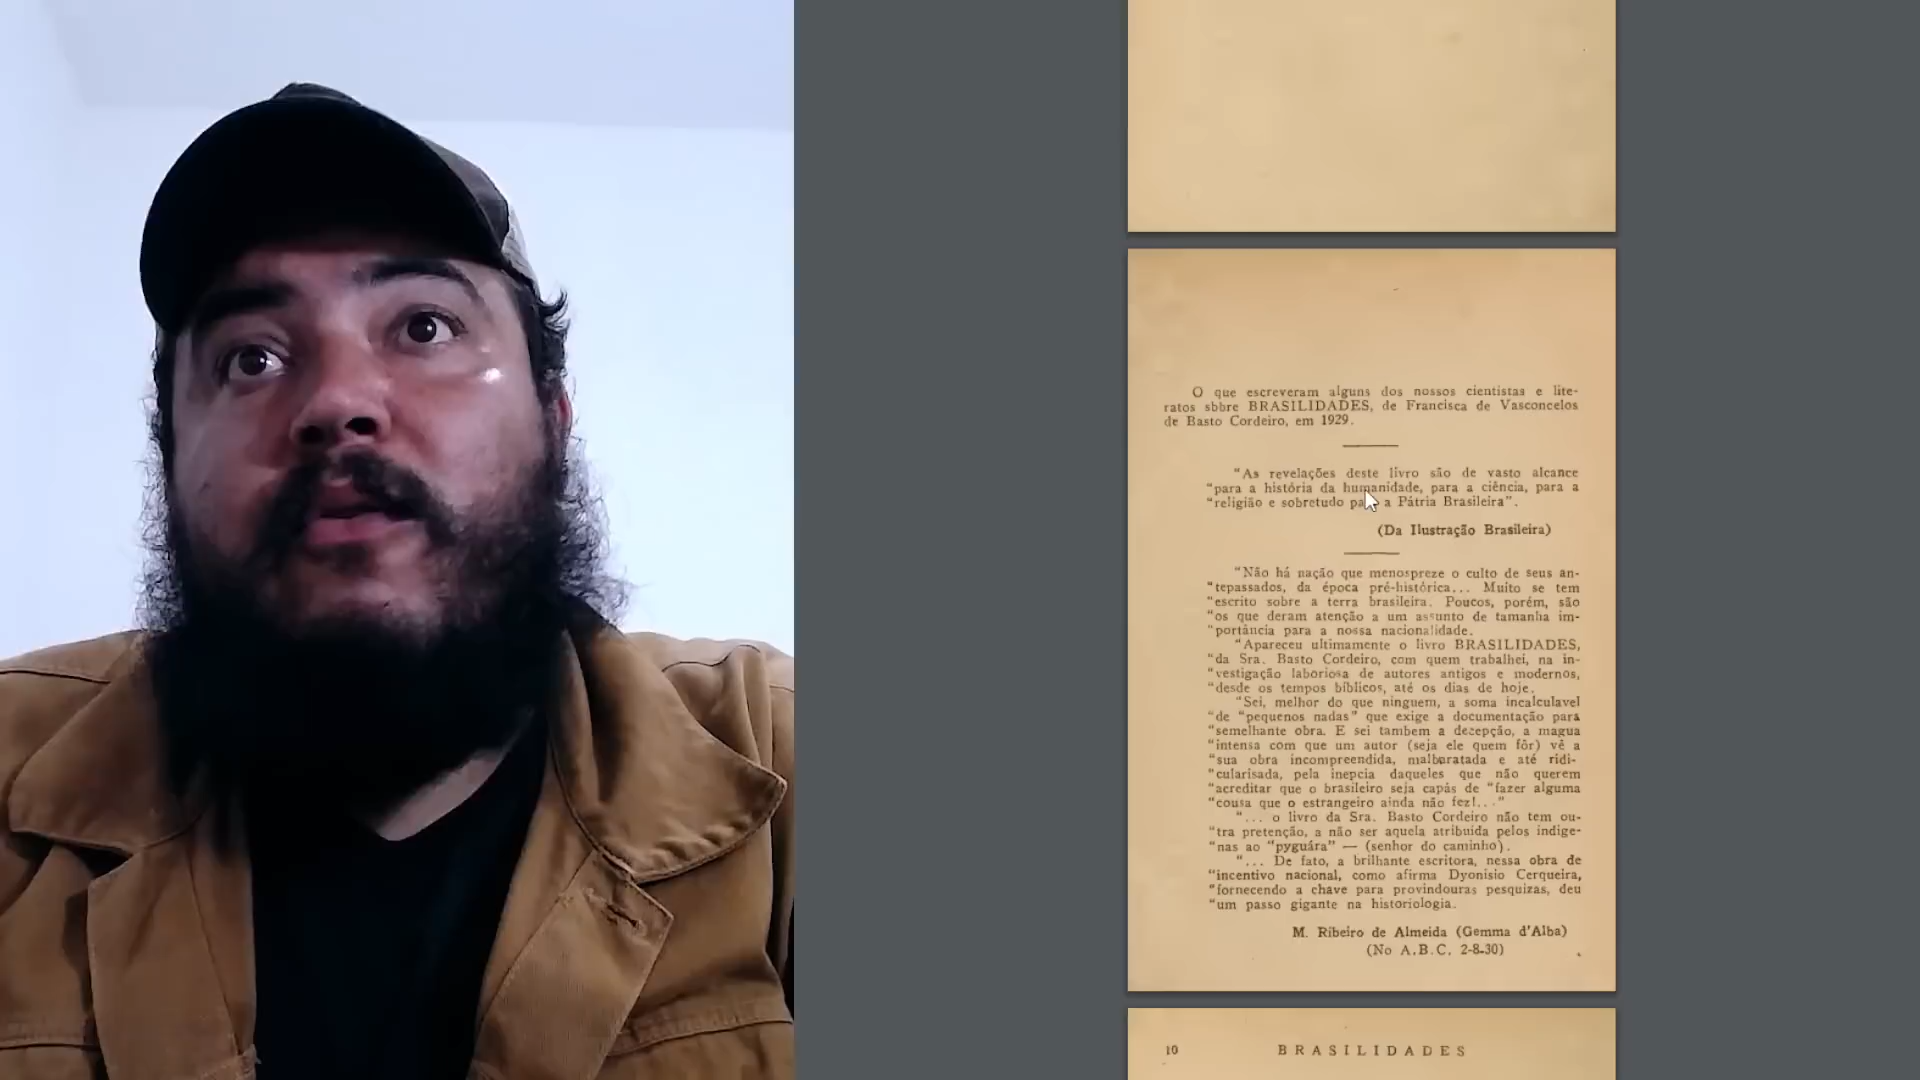 O que escreveram alguns dos nossos cientistas e lite-
ratos sbbre BRASILIDADES, de Francisca de Vasconcelos
de Basto Cordeiro, em 1929.
"As revelações deste livro são de vasto alcance
"para a história da humanidade, para a ciência, para a
"religião e sobretudo para a Pátria Brasileira".
(Da Ilustração Brasileira)
"Não há nação que menospreze o culto de seus an-
"tepassados, da época pré-histórica... Muito se tem
"escrito sobre a terra brasileira. Poucos, porém, são
"os que deram atenção a um assunto de tamanha im-
"portância para a nossa nacionalidade.
"Apareceu ultimamente o livro BRASILIDADES,
"da Sra. Basto Cordeiro, com quem trabalhei, na in-
"vestigação laboriosa de autores antigos e modernos,
"desde os tempos bíblicos, até os dias de hoje.
"Sei, melhor do que ninguem, a soma incalculavel
"de "pequenos nadas" que exige a documentação para
"semelhante obra. E sei tambem a decepção, a magua
"intensa com que um autor (seja ele quem fôr) vê a
"sua obra incompreendida, malbaratada e até ridi-
"cularisada, pela inepcia daqueles que não querem
"acreditar que o brasileiro seja capás de "fazer alguma
"cousa que o estrangeiro ainda não fez!..."
"... o livro da Sra. Basto Cordeiro não tem ou-
"tra pretenção, a não ser aquela atribuida pelos indige-
"nas ao "pyguára" — (senhor do caminho).
"... De fato, a brilhante escritora, nessa obra de
"incentivo nacional, como afirma Dyonisio Cerqueira,
"fornecendo a chave para provindouras pesquizas, deu
"um passo gigante na historiologia.
M. Ribeiro de Almeida (Gemma d'Alba)
(No A.B.C. 2-8-30)
10 BRASILIDADES